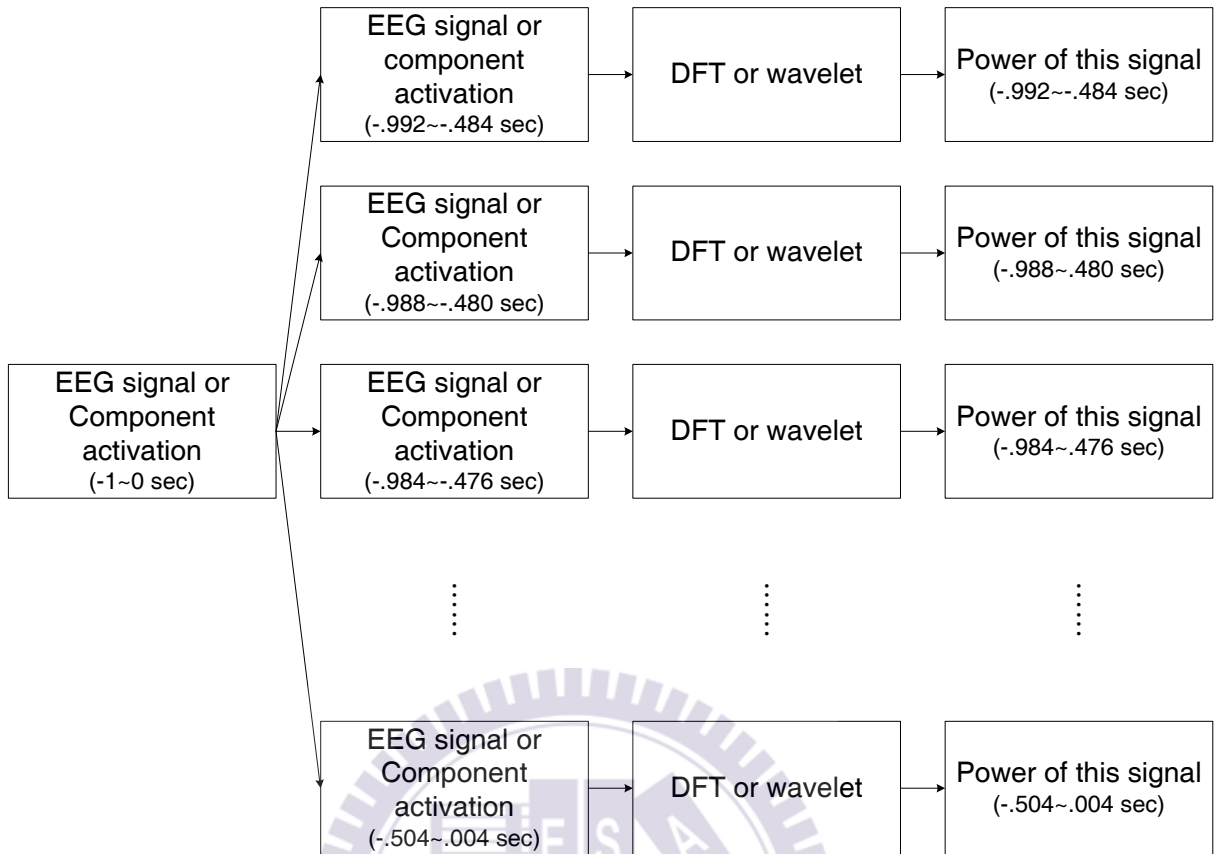 EEG signal or
component
activation
(-.992~-.484 sec)
DFT or wavelet
Power of this signal
(-.992~-.484 sec)
EEG signal or
Component
activation
(-.988~-.480 sec)
DFT or wavelet
Power of this signal
(-.988~.480 sec)
EEG signal or
Component
activation
(-1~0 sec)
EEG signal or
Component
activation
(-.984~-.476 sec)
DFT or wavelet
Power of this signal
(-.984~.476 sec)
EEG signal or
Component
activation
(-.504~.004 sec)
DFT or wavelet
Power of this signal
(-.504~.004 sec)
E S A